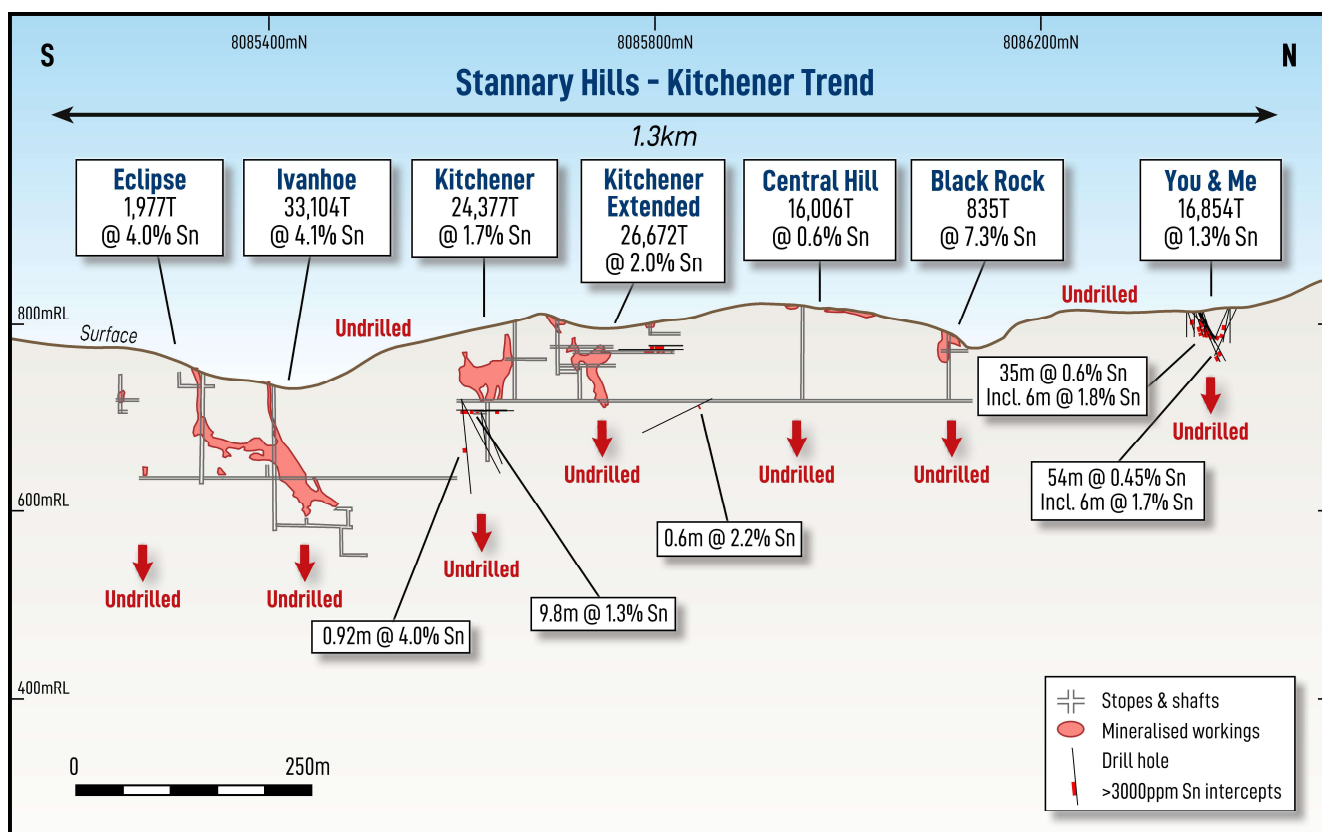 8085400mN
8085800mN
8086200mN
S
N
Stannary Hills - Kitchener Trend
1.3km
Eclipse
1,977T
@ 4.0% Sn
Ivanhoe
33,104T
@ 4.1% Sn
Kitchener
24,377T
@ 1.7% Sn
Kitchener
Extended
26,672T
@ 2.0% Sn
Central Hill
16,006T
@ 0.6% Sn
Black Rock
835T
@ 7.3% Sn
You & Me
16,854T
@ 1.3% Sn
800mRL
Surface
Undrilled
Undrilled
35m @ 0.6% Sn
Incl. 6m @ 1.8% Sn
Undrilled
Undrilled
Undrilled
Undrilled
54m @ 0.45% Sn
Incl. 6m @ 1.7% Sn
600mRL
0.6m @ 2.2% Sn
Undrilled
Undrilled
Undrilled
9.8m @ 1.3% Sn
0.92m @ 4.0% Sn
400mRL
0
250m
Stopes & shafts
Mineralised workings
Drill hole
>3000ppm Sn intercepts